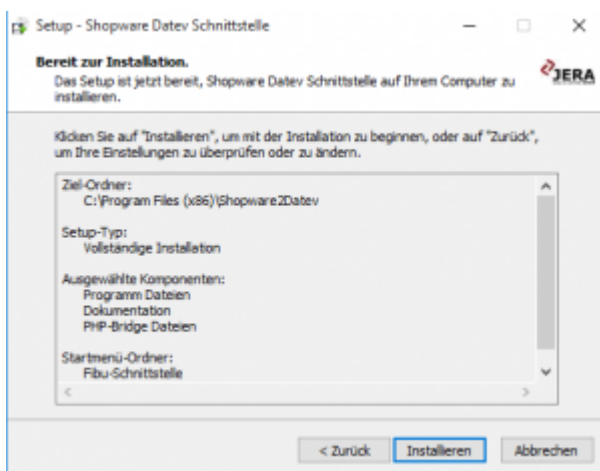 Setup - Shopware Datev Schnittstelle
Bereit zur Installation.
Das Setup ist jetzt bereit, Shopware Datev Schnittstelle auf Ihrem Computer zu
installieren.
JERA
Klicken Sie auf "Installieren", um mit der Installation zu beginnen, oder auf "Zurück",
um Ihre Einstellungen zu überprüfen oder zu ändern.
Ziel-Ordner:
C:\Program Files (x86)\Shopware2Datev
Setup-Typ:
Vollständige Installation
Ausgewählte Komponenten:
Programm Dateien
Dokumentation
PHP-Bridge Dateien
Startmenü-Ordner:
Fibu-Schnittstelle
< Zurück
Installieren
Abbrechen